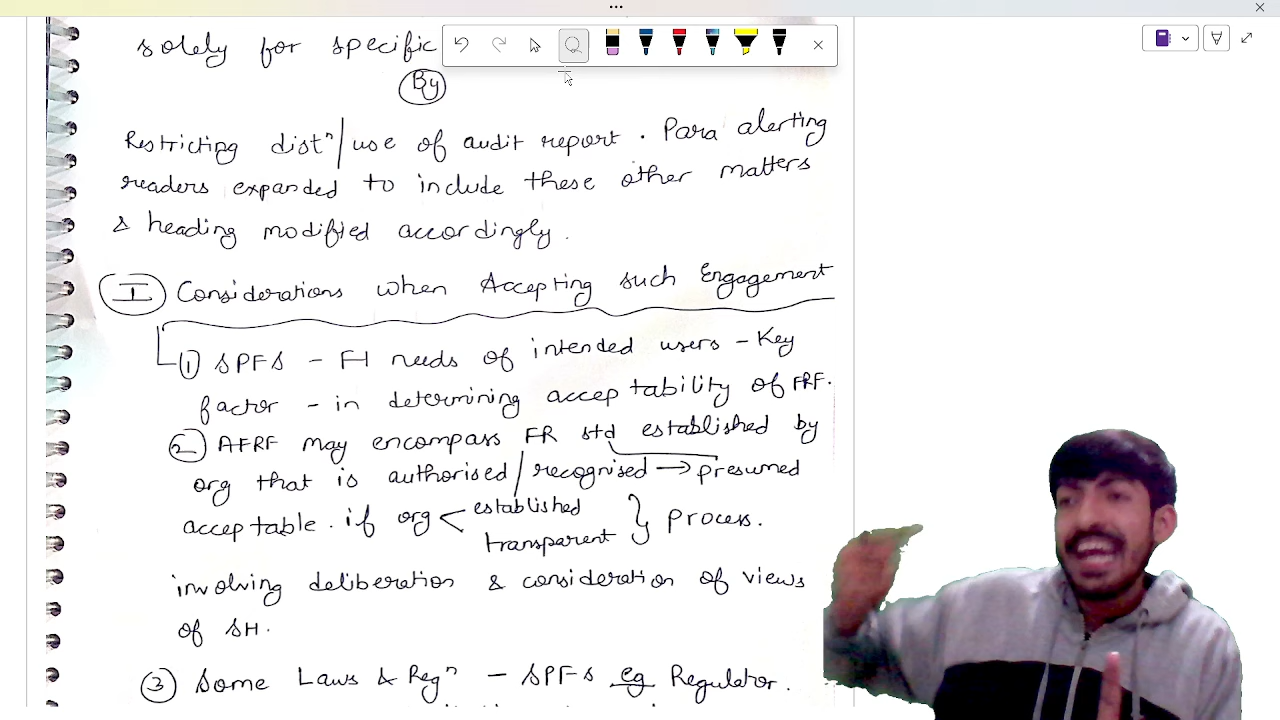 solely for specific
By
Restricting distⁿ/use of audit report. Para alerting
readers expanded to include these other matters
& heading modified accordingly.
I Considerations when Accepting such Engagement
① SPFS - FI needs of intended users - Key
factor - in determining acceptability of FRF.
② AFRF may encompass FR std established by
org that is authorised/recognised → presumed
acceptable. if org < established
transparent } process.
involving deliberation & consideration of views
of SH.
③ Some Laws & Regⁿ - SPFS eg Regulator.